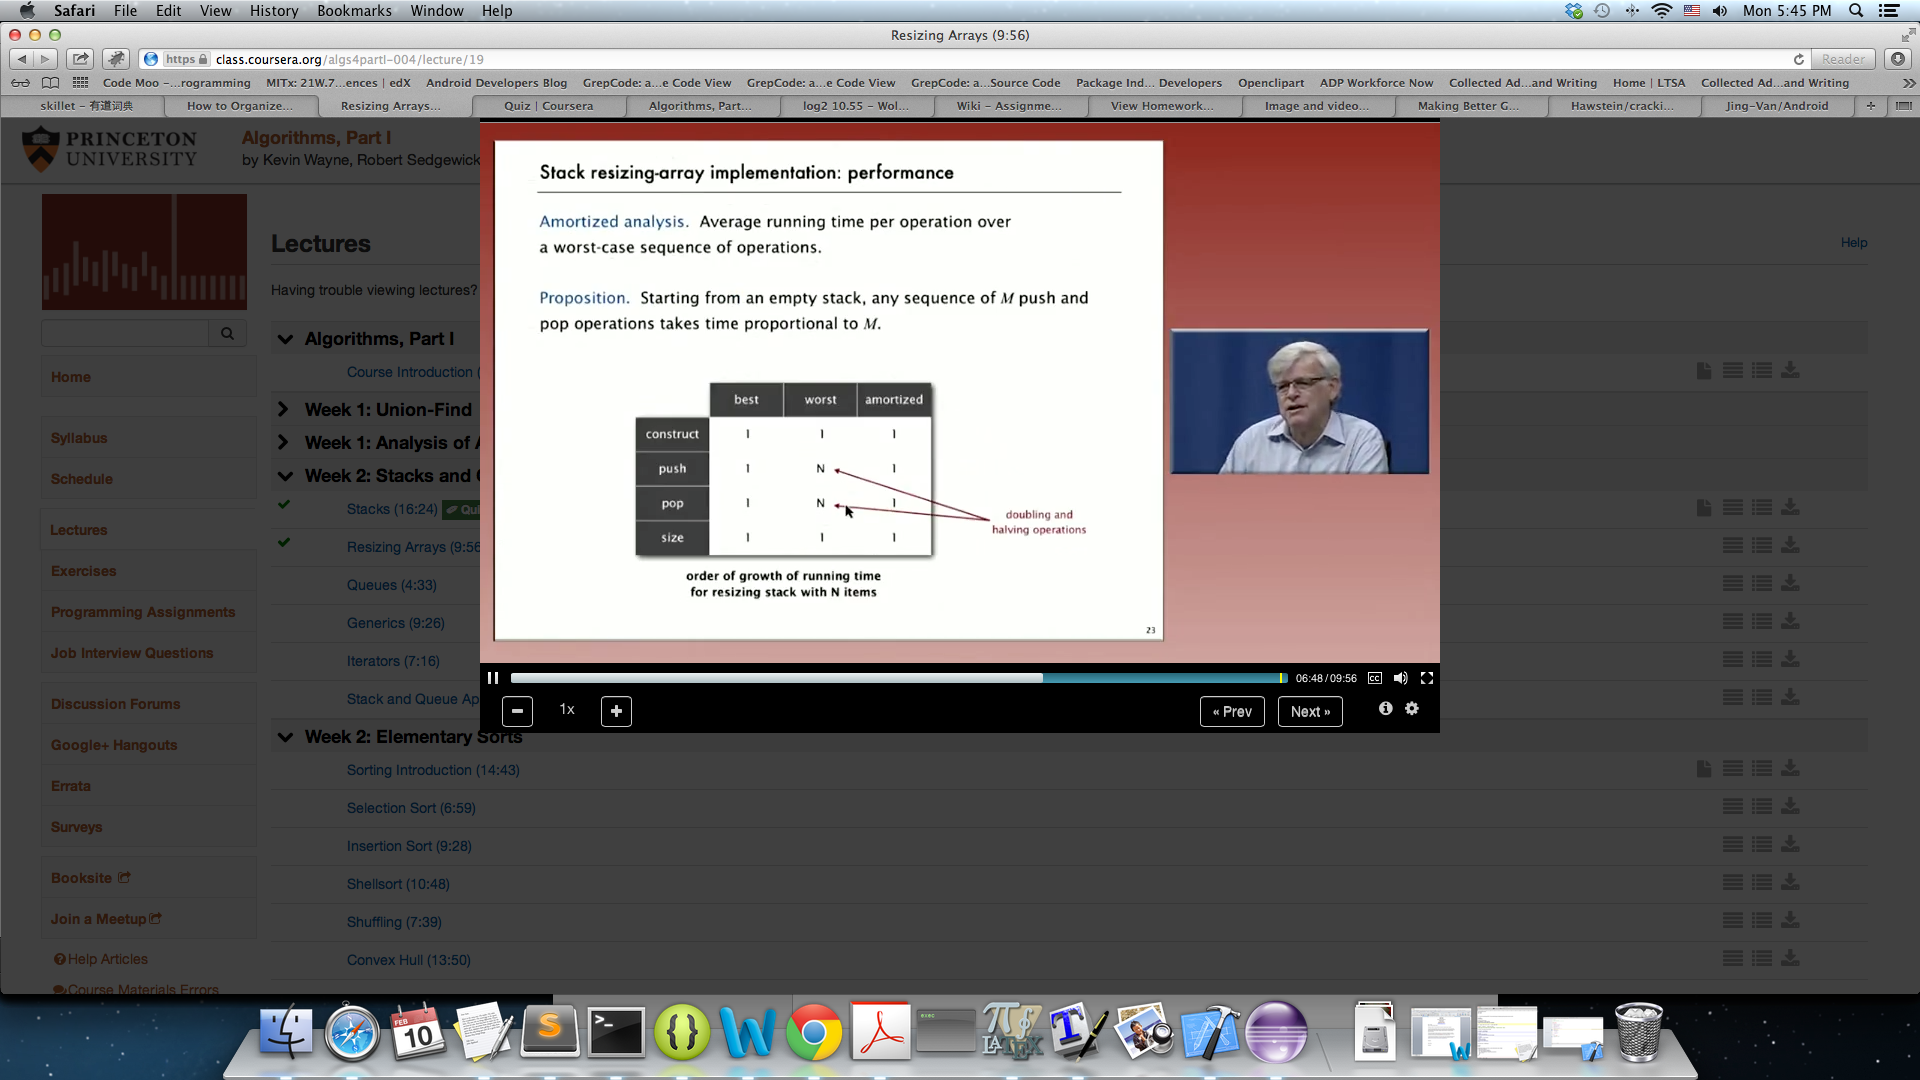 Safari File Edit View History Bookmarks Window Help Mon 5:45 PM
Resizing Arrays (9:56)
https class.coursera.org/algs4partI-004/lecture/19 Reader
Code Moo –...rogramming MITx: 21W.7...ences | edX Android Developers Blog GrepCode: a...e Code View GrepCode: a...e Code View GrepCode: a...Source Code Package Ind... Developers Openclipart ADP Workforce Now Collected Ad...and Writing Home | LTSA Collected Ad...and Writing
skillet – 有道词典 How to Organize... Resizing Arrays... Quiz | Coursera Algorithms, Part... log2 10.55 – Wol... Wiki – Assignme... View Homework... Image and video... Making Better G... Hawstein/cracki... Jing-Van/Android
PRINCETON
UNIVERSITY
Algorithms, Part I
by Kevin Wayne, Robert Sedgewick
Home
Syllabus
Schedule
Lectures
Exercises
Programming Assignments
Job Interview Questions
Discussion Forums
Google+ Hangouts
Errata
Surveys
Booksite
Join a Meetup
Help Articles
Course Materials Errors
Lectures
Help
Having trouble viewing lectures?
Algorithms, Part I
Course Introduction (
Week 1: Union-Find
Week 1: Analysis of A
Week 2: Stacks and
Stacks (16:24) Qui
Resizing Arrays (9:56
Queues (4:33)
Generics (9:26)
Iterators (7:16)
Stack and Queue Ap
Week 2: Elementary Sorts
Sorting Introduction (14:43)
Selection Sort (6:59)
Insertion Sort (9:28)
Shellsort (10:48)
Shuffling (7:39)
Convex Hull (13:50)
Stack resizing-array implementation: performance
Amortized analysis. Average running time per operation over
a worst-case sequence of operations.
Proposition. Starting from an empty stack, any sequence of M push and
pop operations takes time proportional to M.
best worst amortized
construct 1 1 1
push 1 N 1
pop 1 N 1
size 1 1 1
doubling and
halving operations
order of growth of running time
for resizing stack with N items
23
06:48 / 09:56 CC
1x
« Prev Next »
FEB
10
exec